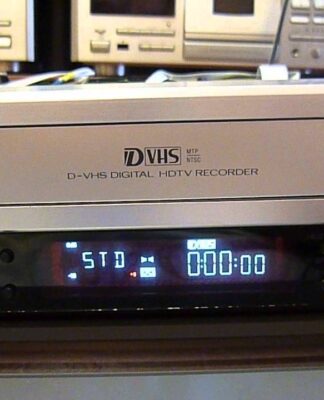 D VHS MTP
NTSC
D-VHS DIGITAL HDTV RECORDER
STD 0:00:00